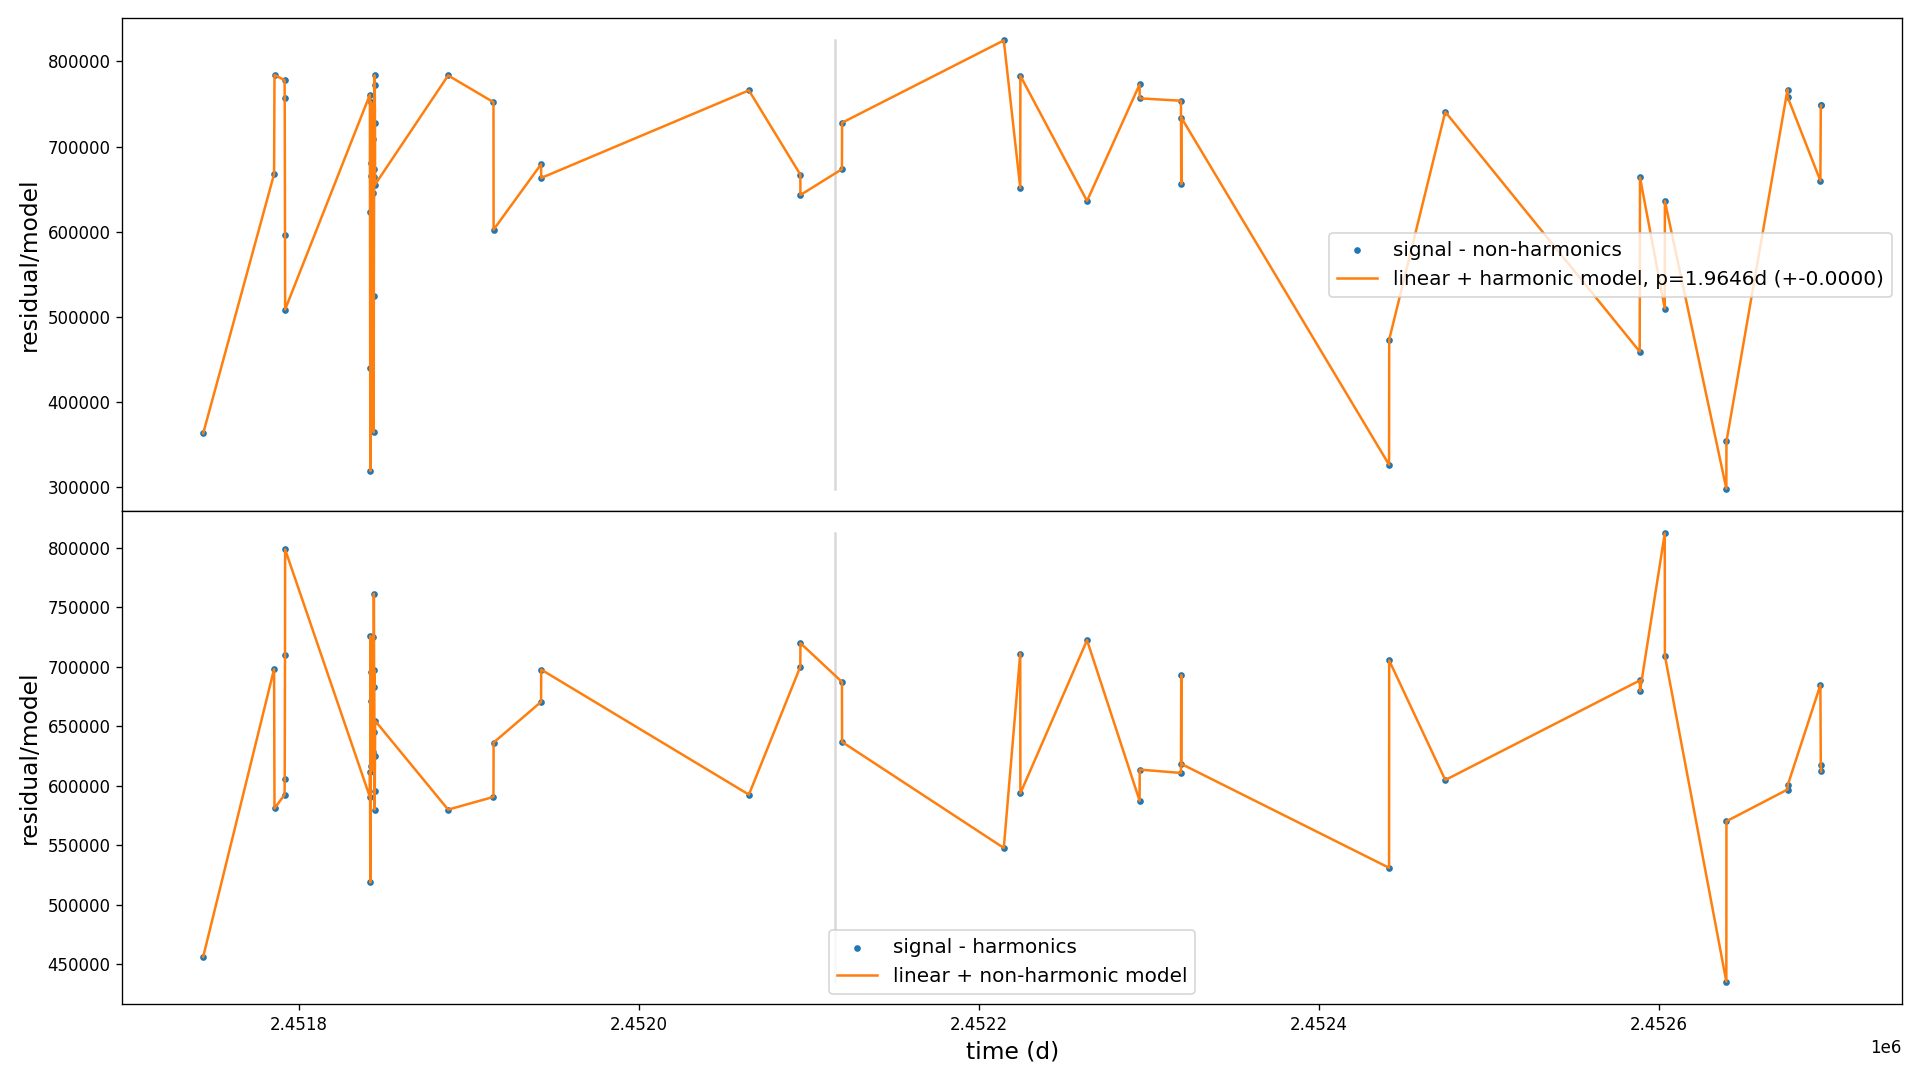 800000
700000
600000
500000
400000
300000
residual/model
signal - non-harmonics
linear + harmonic model, p=1.9646d (+-0.0000)
800000
750000
700000
650000
600000
550000
500000
450000
residual/model
signal - harmonics
linear + non-harmonic model
2.4518 2.4520 2.4522 2.4524 2.4526
time (d)
1e6